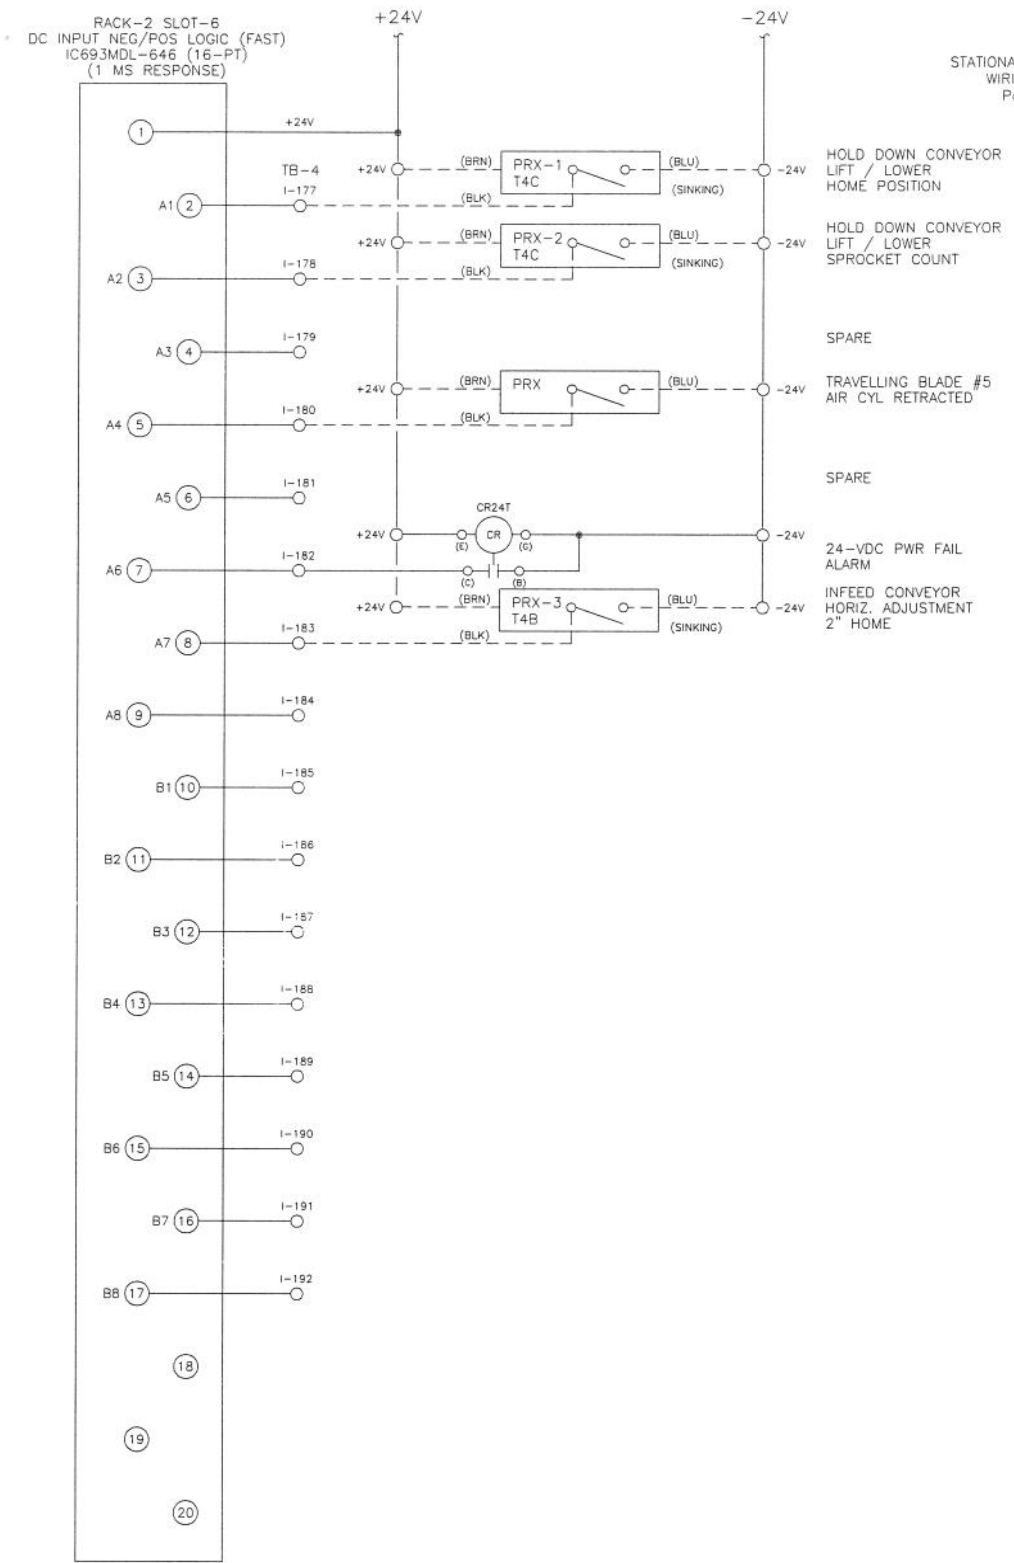 +24V
-24V
RACK-2 SLOT-6
DC INPUT NEG/POS LOGIC (FAST)
IC693MDL-646 (16-PT)
(1 MS RESPONSE)
STATIONA
WIRI
1
+24V
TB-4
+24V
(BRN)
PRX-1
T4C
(BLU)
(SINKING)
-24V
HOLD DOWN CONVEYOR
LIFT / LOWER
HOME POSITION
A1 2
I-177
(BLK)
+24V
(BRN)
PRX-2
T4C
(BLU)
(SINKING)
-24V
HOLD DOWN CONVEYOR
LIFT / LOWER
SPROCKET COUNT
A2 3
I-178
(BLK)
A3 4
I-179
SPARE
+24V
(BRN)
PRX
(BLU)
-24V
TRAVELLING BLADE #5
AIR CYL RETRACTED
A4 5
I-180
(BLK)
A5 6
I-181
SPARE
CR24T
+24V
(E)
CR
(G)
-24V
24-VDC PWR FAIL
ALARM
A6 7
I-182
(C)
(B)
+24V
(BRN)
PRX-3
T4B
(BLU)
(SINKING)
-24V
INFEED CONVEYOR
HORIZ. ADJUSTMENT
2" HOME
A7 8
I-183
(BLK)
A8 9
I-184
B1 10
I-185
B2 11
I-186
B3 12
I-187
B4 13
I-188
B5 14
I-189
B6 15
I-190
B7 16
I-191
B8 17
I-192
18
19
20